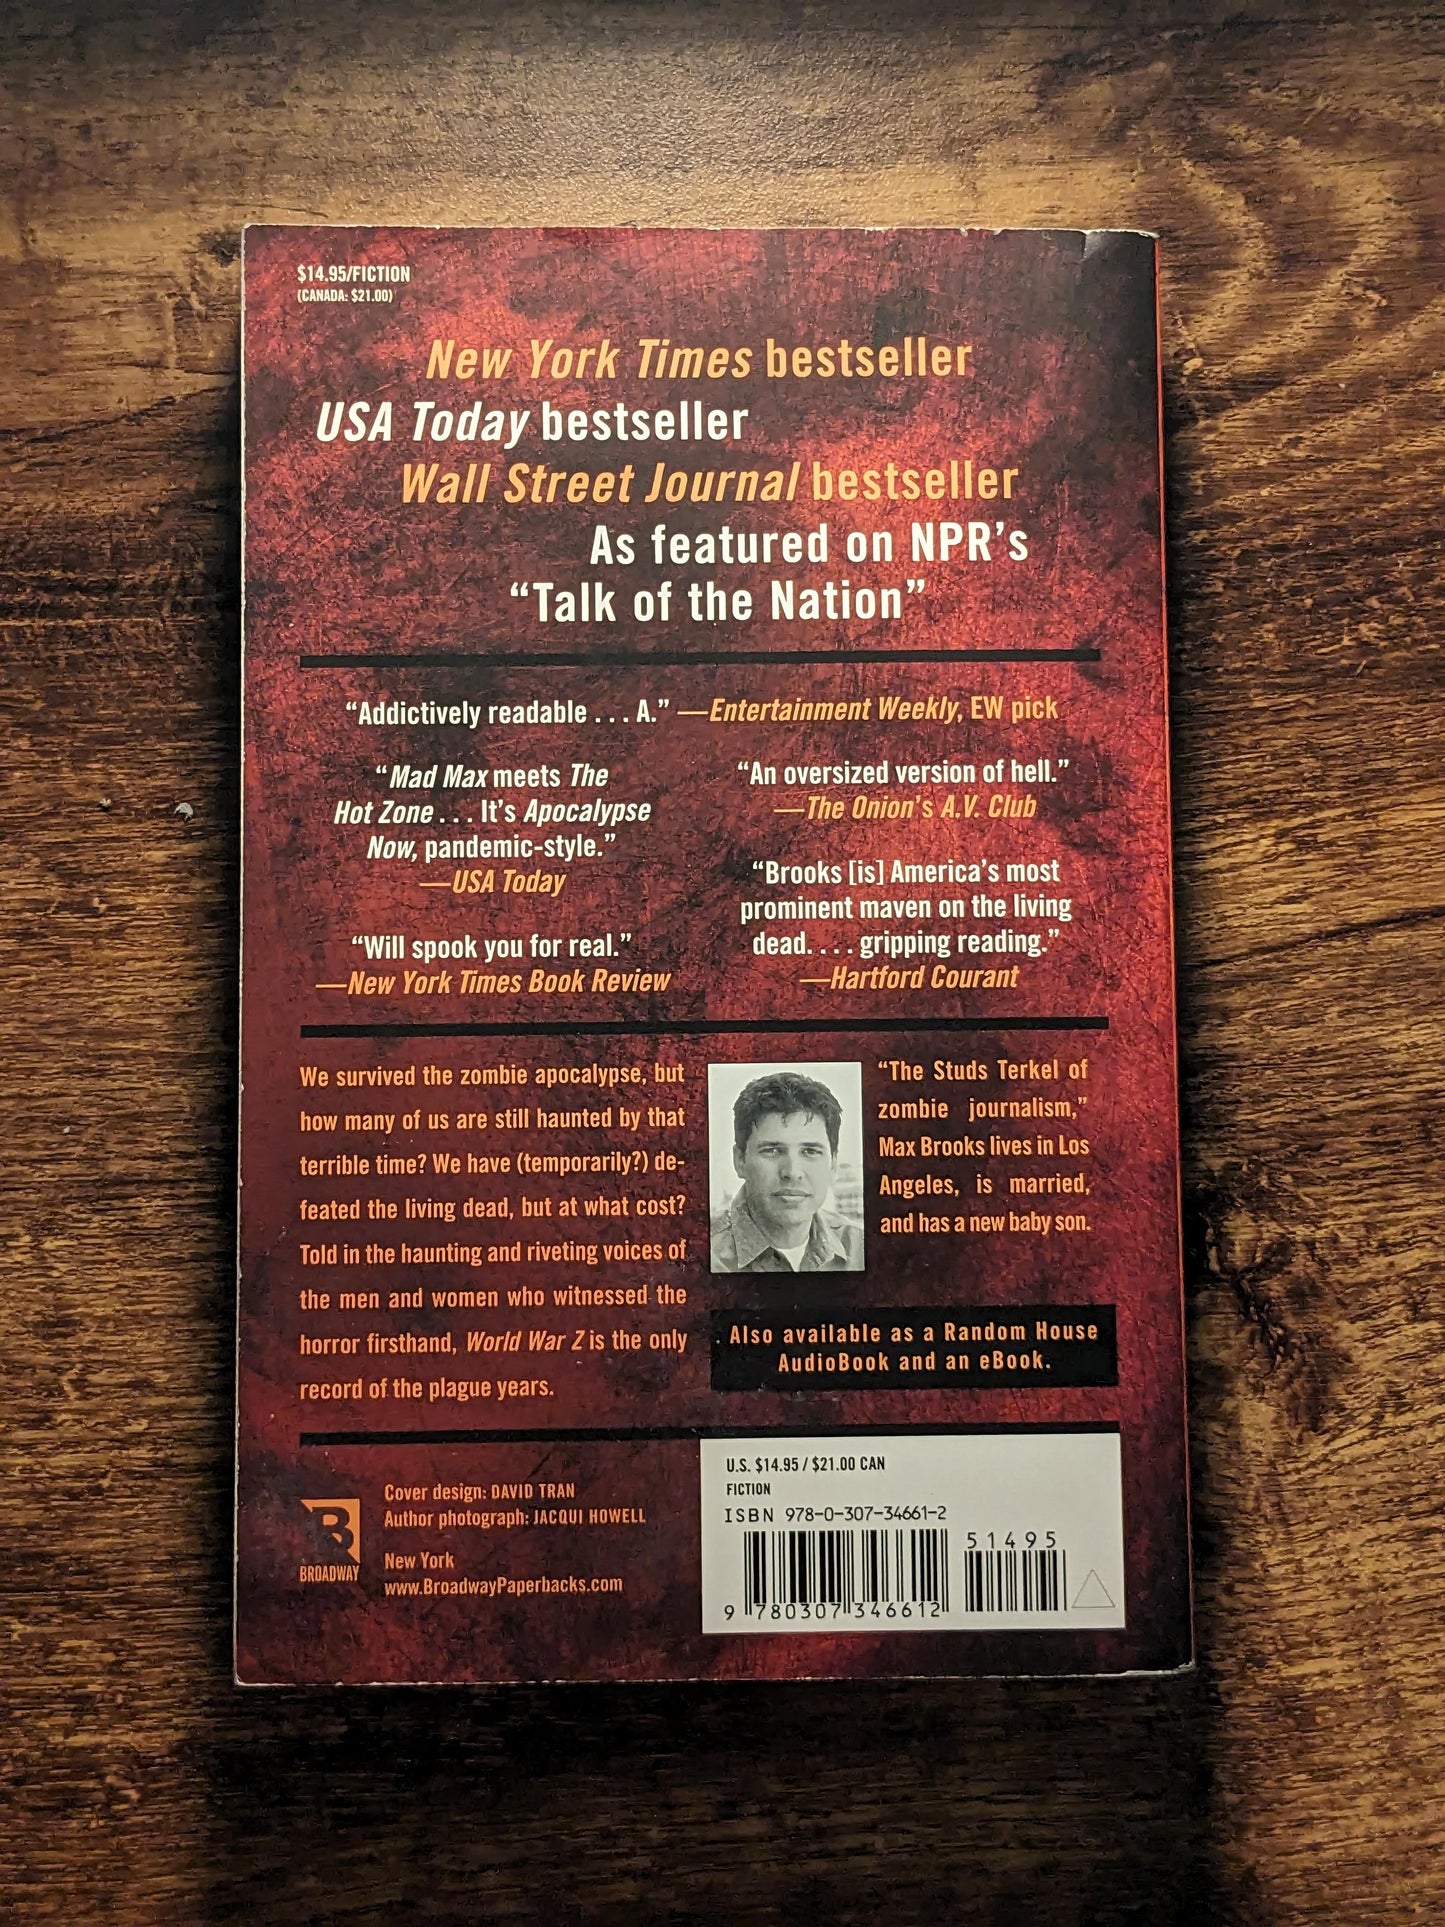 $14.95/FICTION
(CANADA: $21.00)
New York Times bestseller
USA Today bestseller
Wall Street Journal bestseller
As featured on NPR’s
“Talk of the Nation”
“Addictively readable . . . A.” —Entertainment Weekly, EW pick
“Mad Max meets The
Hot Zone . . . It’s Apocalypse
Now, pandemic-style.”
—USA Today
“Will spook you for real.”
—New York Times Book Review
“An oversized version of hell.”
—The Onion’s A.V. Club
“Brooks [is] America’s most
prominent maven on the living
dead. . . . gripping reading.”
—Hartford Courant
We survived the zombie apocalypse, but
how many of us are still haunted by that
terrible time? We have (temporarily?) de-
feated the living dead, but at what cost?
Told in the haunting and riveting voices of
the men and women who witnessed the
horror firsthand, World War Z is the only
record of the plague years.
“The Studs Terkel of
zombie journalism,”
Max Brooks lives in Los
Angeles, is married,
and has a new baby son.
Also available as a Random House
AudioBook and an eBook.
B
BROADWAY
Cover design: DAVID TRAN
Author photograph: JACQUI HOWELL
New York
www.BroadwayPaperbacks.com
U.S. $14.95 / $21.00 CAN
FICTION
ISBN 978-0-307-34661-2
51495
9 780307 346612